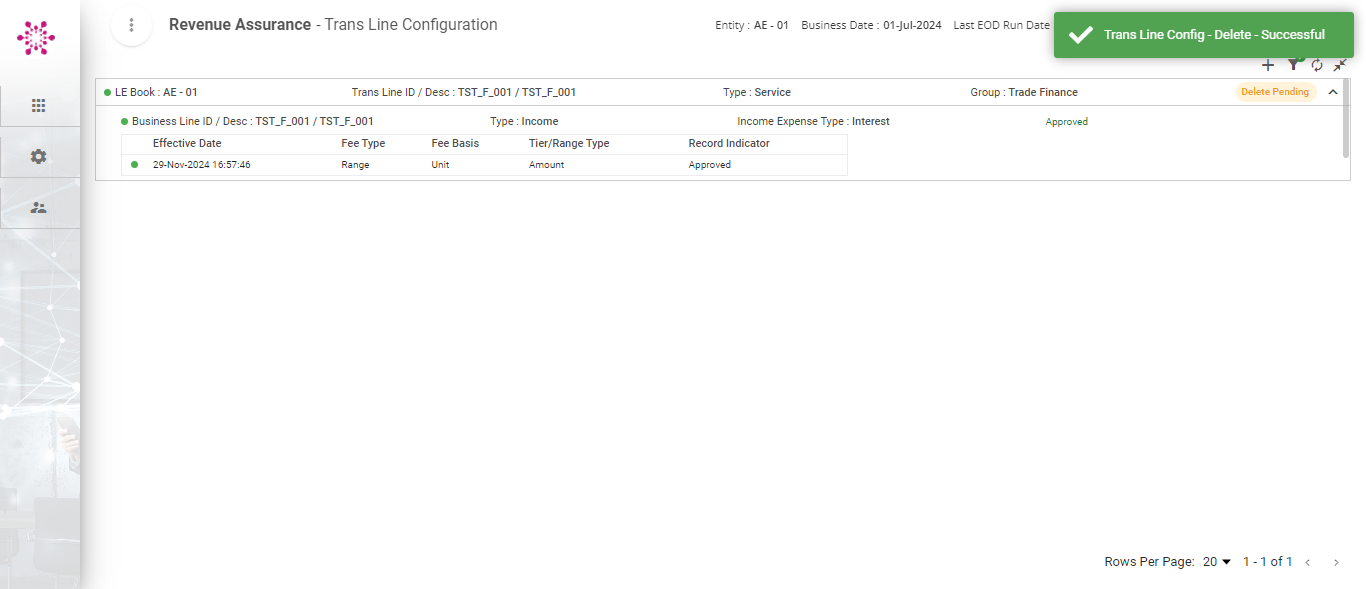 Revenue Assurance - Trans Line Configuration
Entity : AE - 01 Business Date : 01-Jul-2024 Last EOD Run Date
Trans Line Config - Delete - Successful
LE Book : AE - 01 Trans Line ID / Desc : TST_F_001 / TST_F_001 Type : Service Group : Trade Finance Delete Pending
Business Line ID / Desc : TST_F_001 / TST_F_001 Type : Income Income Expense Type : Interest Approved
Effective Date Fee Type Fee Basis Tier/Range Type Record Indicator
29-Nov-2024 16:57:46 Range Unit Amount Approved
Rows Per Page: 20 1 - 1 of 1